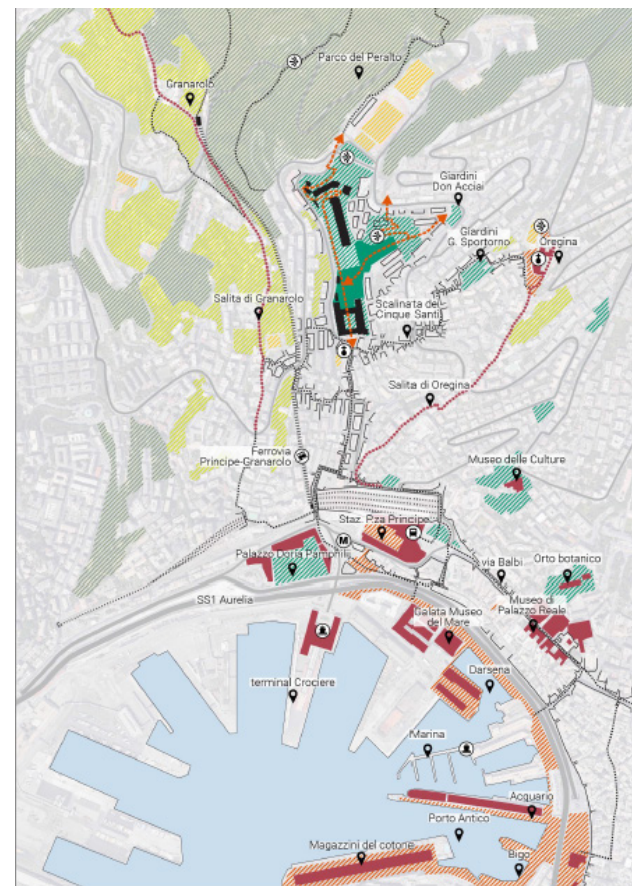 Parco del Peralto
Granarolo
Giardini
Don Acciai
Giardini
G. Sportorno
Oregina
Salita di Granarolo
Scalinata dei
Cinque Santi
Salita di Oregina
Ferrovia
Principe-Granarolo
Museo delle Culture
Staz. P.za Principe
M
Palazzo Doria Pamphili
via Balbi
Orto botanico
SS1 Aurelia
Galata Museo
del Mare
Museo di
Palazzo Reale
Darsena
terminal Crociere
Marina
Acquario
Porto Antico
Magazzini del cotone
Bigo